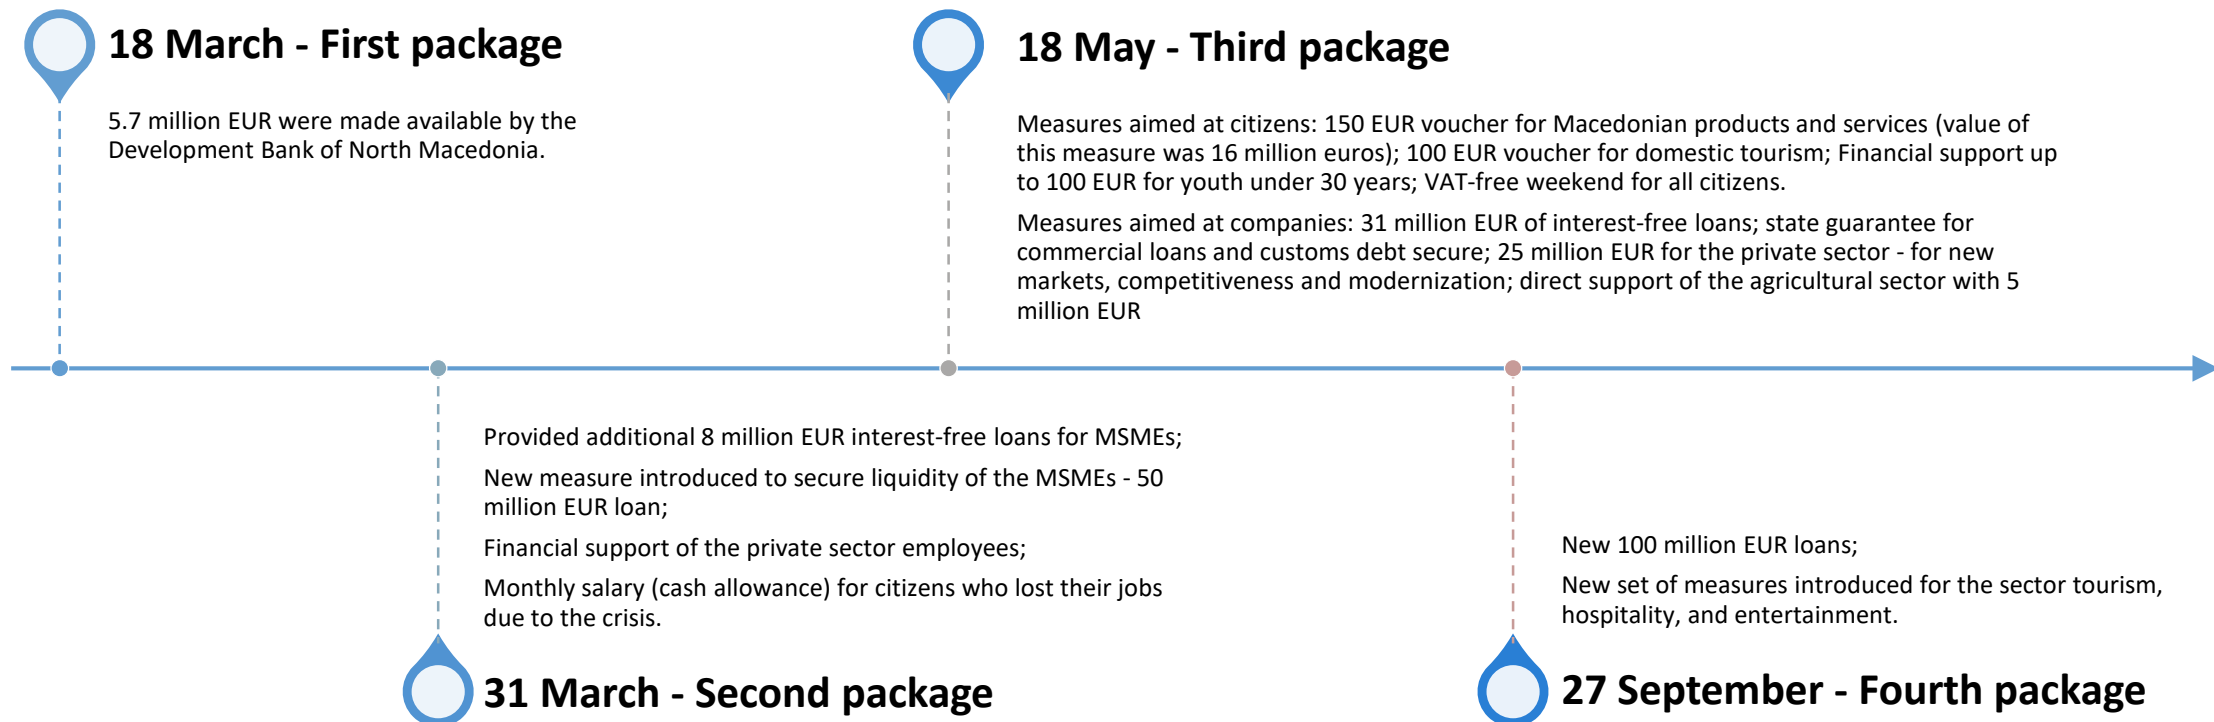 18 March - First package
5.7 million EUR were made available by the
Development Bank of North Macedonia.
18 May - Third package
Measures aimed at citizens: 150 EUR voucher for Macedonian products and services (value of
this measure was 16 million euros); 100 EUR voucher for domestic tourism; Financial support up
to 100 EUR for youth under 30 years; VAT-free weekend for all citizens.
Measures aimed at companies: 31 million EUR of interest-free loans; state guarantee for
commercial loans and customs debt secure; 25 million EUR for the private sector - for new
markets, competitiveness and modernization; direct support of the agricultural sector with 5
million EUR
Provided additional 8 million EUR interest-free loans for MSMEs;
New measure introduced to secure liquidity of the MSMEs - 50
million EUR loan;
Financial support of the private sector employees;
Monthly salary (cash allowance) for citizens who lost their jobs
due to the crisis.
31 March - Second package
New 100 million EUR loans;
New set of measures introduced for the sector tourism,
hospitality, and entertainment.
27 September - Fourth package